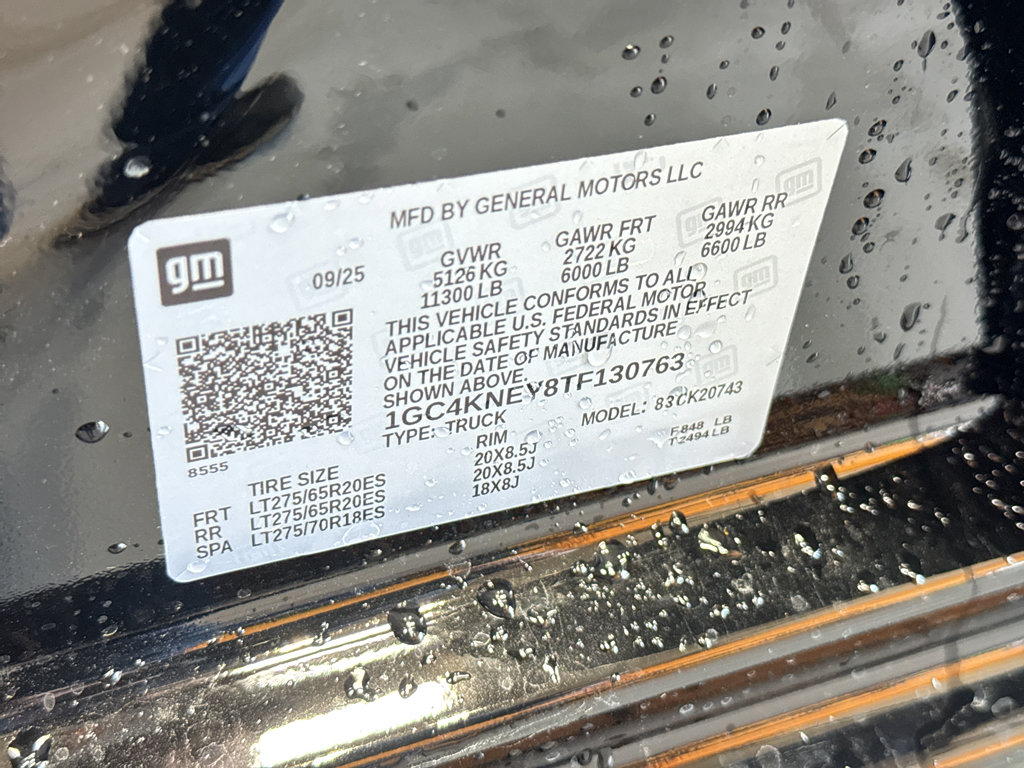 MFD BY GENERAL MOTORS LLC
gm
09/25
GVWR
5126 KG
11300 LB
GAWR FRT
2722 KG
6000 LB
GAWR RR
2994 KG
6600 LB
THIS VEHICLE CONFORMS TO ALL
APPLICABLE U.S. FEDERAL MOTOR
VEHICLE SAFETY STANDARDS IN EFFECT
ON THE DATE OF MANUFACTURE
SHOWN ABOVE.
1GC4KNEY8TF130763
TYPE: TRUCK
MODEL: 83CK20743
8555
F:848 LB
T:2494 LB
TIRE SIZE
RIM
FRT LT275/65R20ES 20X8.5J
RR LT275/65R20ES 20X8.5J
SPA LT275/70R18ES 18X8J